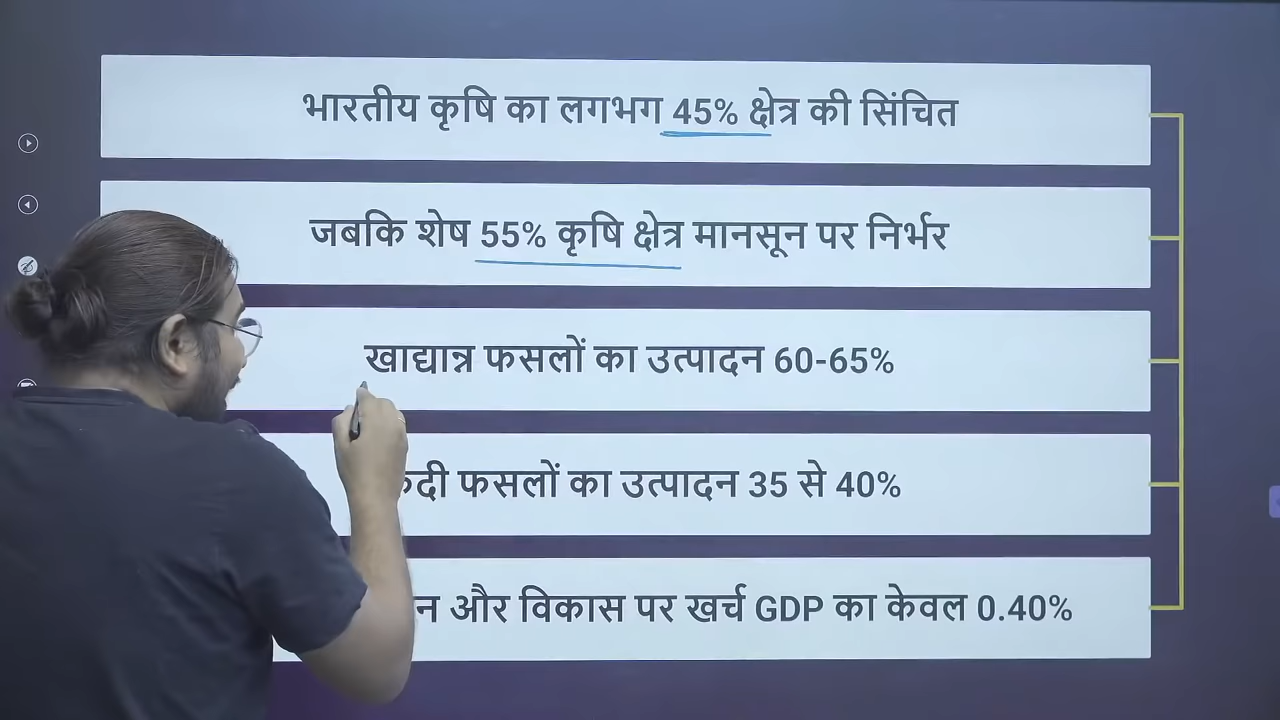 भारतीय कृषि का लगभग 45% क्षेत्र की सिंचित
जबकि शेष 55% कृषि क्षेत्र मानसून पर निर्भर
खाद्यान्न फसलों का उत्पादन 60-65%
फसलों का उत्पादन 35 से 40%
और विकास पर खर्च GDP का केवल 0.40%